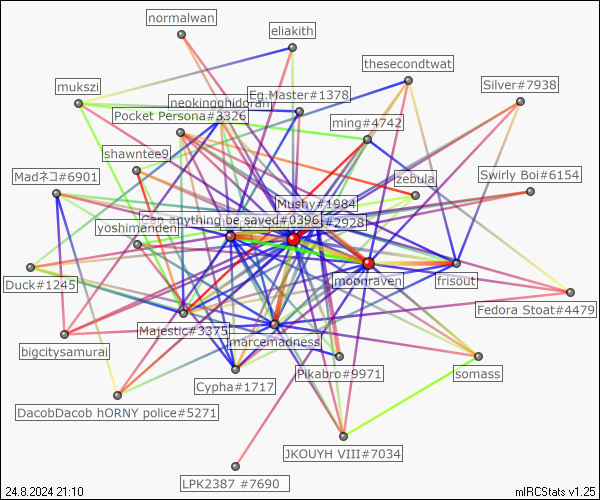 normalwan
eliakith
thesecondtwat
mukszi
Silver#7938
Eg.Master#1378
neokingghidorah
Pocket Persona#3326
ming#4742
shawntee9
Madネコ#6901
zebula
Swirly Boi#6154
Mushy#1984
Can anything be saved#0396
#2928
yoshimanden
moonraven
frisout
Duck#1245
Fedora Stoat#4479
Majestic#3375
marcemadness
bigcitysamurai
Pikabro#9971
somass
Cypha#1717
DacobDacob hORNY police#5271
JKOUYH VIII#7034
LPK2387 #7690
24.8.2024 21:10
mIRCStats v1.25